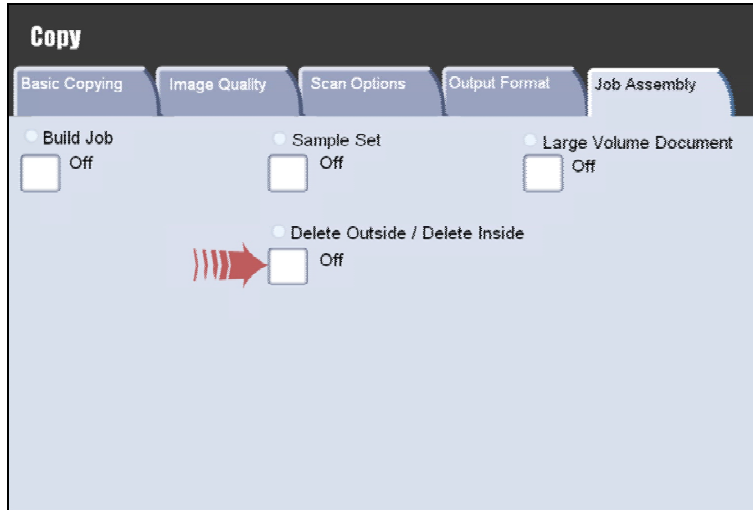 Copy
Basic Copying
Image Quality
Scan Options
Output Format
Job Assembly
Build Job
Off
Sample Set
Off
Large Volume Document
Off
Delete Outside / Delete Inside
Off